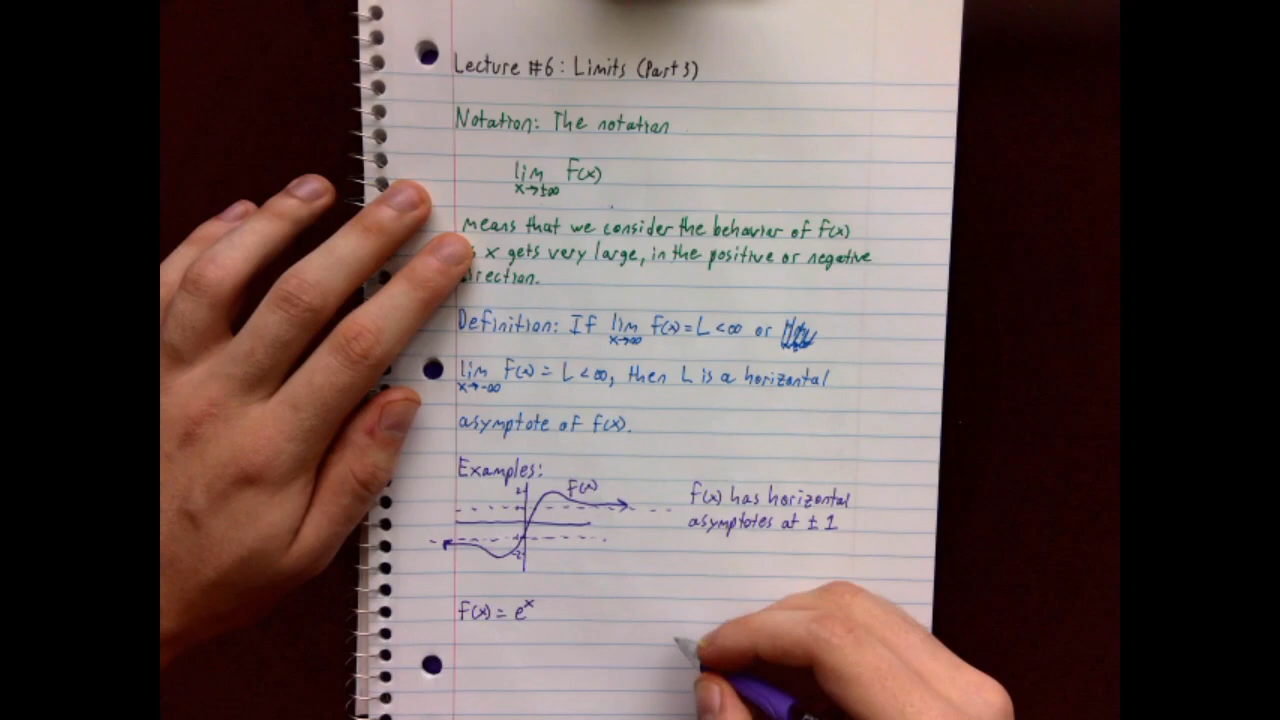 Lecture #6: Limits (Part 3)
Notation: The notation
lim f(x)
x→±∞
means that we consider the behavior of f(x)
x gets very large, in the positive or negative
direction.
Definition: If lim f(x) = L < ∞ or
x→∞
lim f(x) = L < ∞, then L is a horizontal
x→-∞
asymptote of f(x).
Examples:
f(x)
f(x) has horizontal
asymptotes at ± 1
f(x) = eˣ